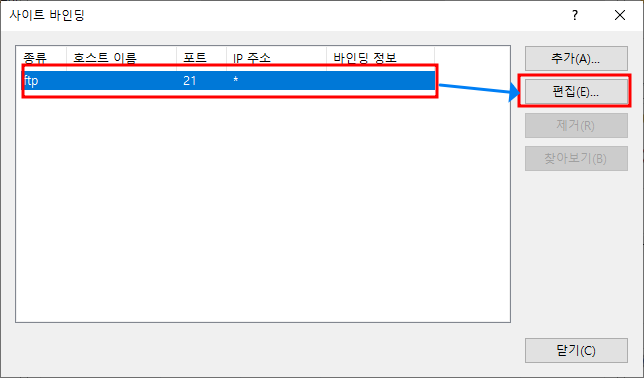 사이트 바인딩
종류 호스트 이름 포트 IP 주소 바인딩 정보
ftp 21 *
추가(A)...
편집(E)...
제거(R)
찾아보기(B)
닫기(C)